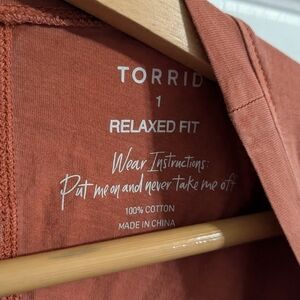 TORRID
1
RELAXED FIT
Wear Instructions:
Put me on and never take me off
100% COTTON
MADE IN CHINA